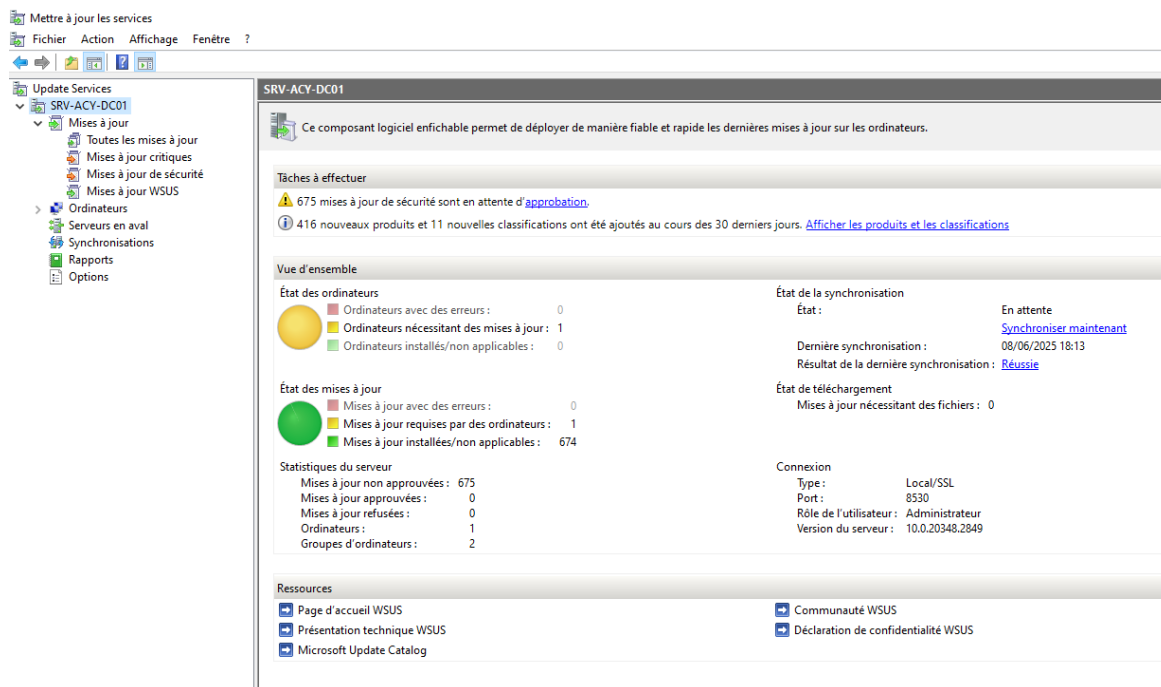 Mettre à jour les services
Fichier Action Affichage Fenêtre ?
Update Services
SRV-ACY-DC01
Mises à jour
Toutes les mises à jour
Mises à jour critiques
Mises à jour de sécurité
Mises à jour WSUS
Ordinateurs
Serveurs en aval
Synchronisations
Rapports
Options
SRV-ACY-DC01
Ce composant logiciel enfichable permet de déployer de manière fiable et rapide les dernières mises à jour sur les ordinateurs.
Tâches à effectuer
675 mises à jour de sécurité sont en attente d'approbation.
416 nouveaux produits et 11 nouvelles classifications ont été ajoutés au cours des 30 derniers jours. Afficher les produits et les classifications
Vue d'ensemble
État des ordinateurs
Ordinateurs avec des erreurs : 0
Ordinateurs nécessitant des mises à jour : 1
Ordinateurs installés/non applicables : 0
État des mises à jour
Mises à jour avec des erreurs : 0
Mises à jour requises par des ordinateurs : 1
Mises à jour installées/non applicables : 674
Statistiques du serveur
Mises à jour non approuvées : 675
Mises à jour approuvées : 0
Mises à jour refusées : 0
Ordinateurs : 1
Groupes d'ordinateurs : 2
État de la synchronisation
État : En attente
Synchroniser maintenant
Dernière synchronisation : 08/06/2025 18:13
Résultat de la dernière synchronisation : Réussie
État de téléchargement
Mises à jour nécessitant des fichiers : 0
Connexion
Type : Local/SSL
Port : 8530
Rôle de l'utilisateur : Administrateur
Version du serveur : 10.0.20348.2849
Ressources
Page d'accueil WSUS
Présentation technique WSUS
Microsoft Update Catalog
Communauté WSUS
Déclaration de confidentialité WSUS